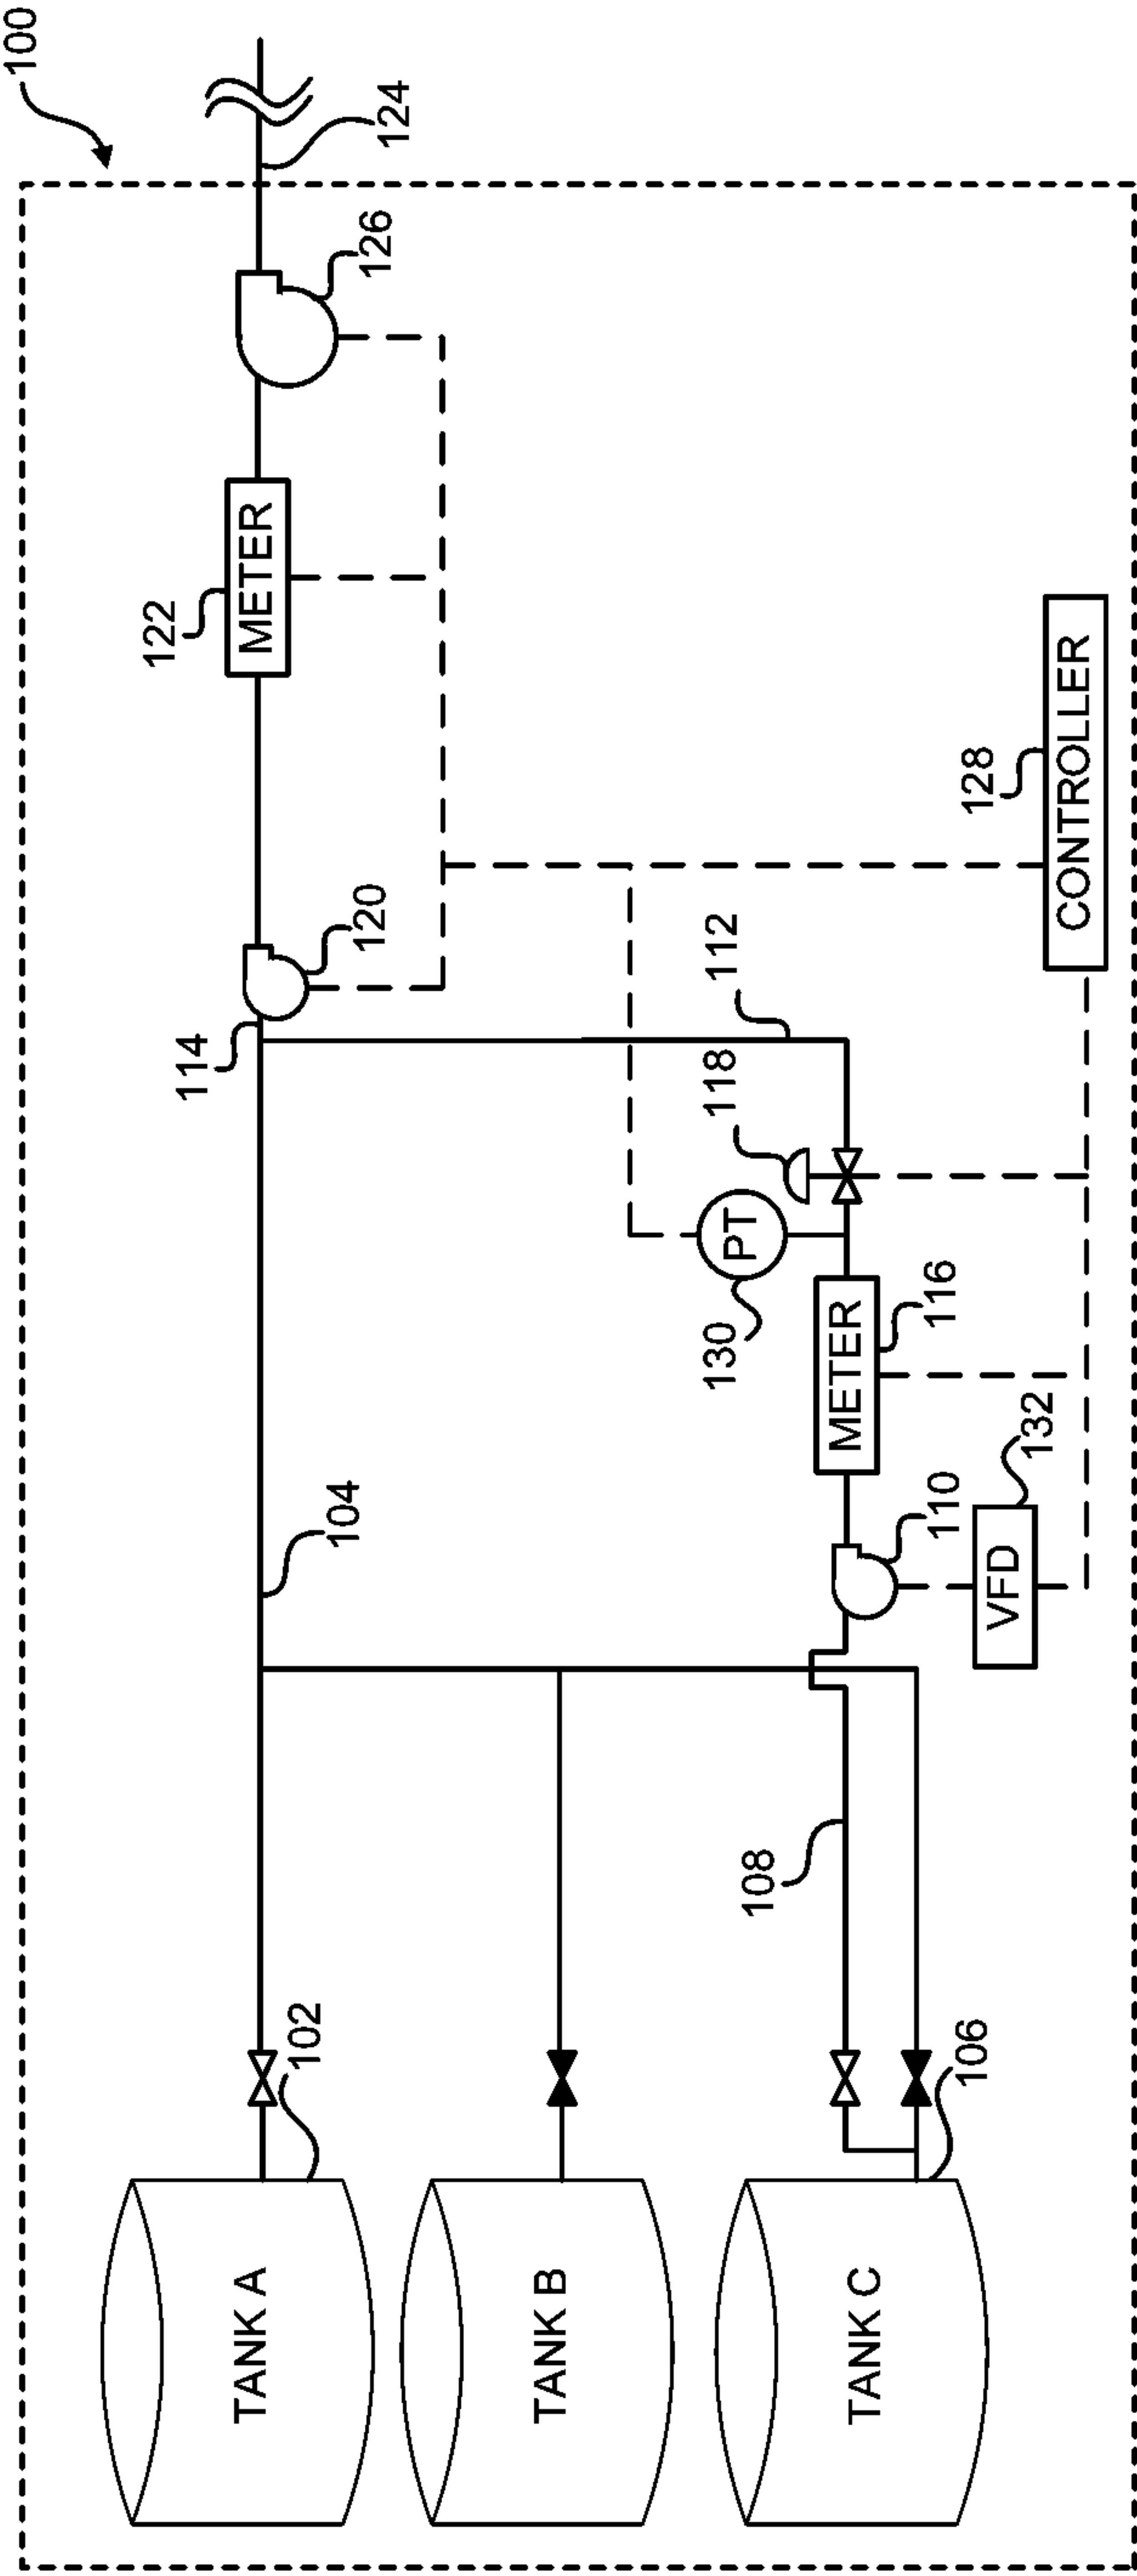 100
124
126
METER
122
120
114
104
TANK A
102
TANK B
112
118
PT
130
METER
116
110
VFD
132
CONTROLLER
128
108
TANK C
106